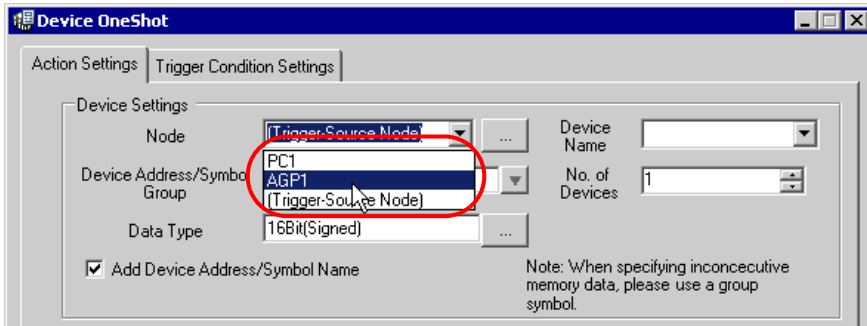 Device OneShot
Action Settings
Trigger Condition Settings
Device Settings
Node
(Trigger-Source Node)
...
Device
Name
PC1
AGP1
(Trigger-Source Node)
Device Address/Symbo
Group
No. of
Devices
1
Data Type
16Bit(Signed)
...
Add Device Address/Symbol Name
Note: When specifying inconcecutive
memory data, please use a group
symbol.